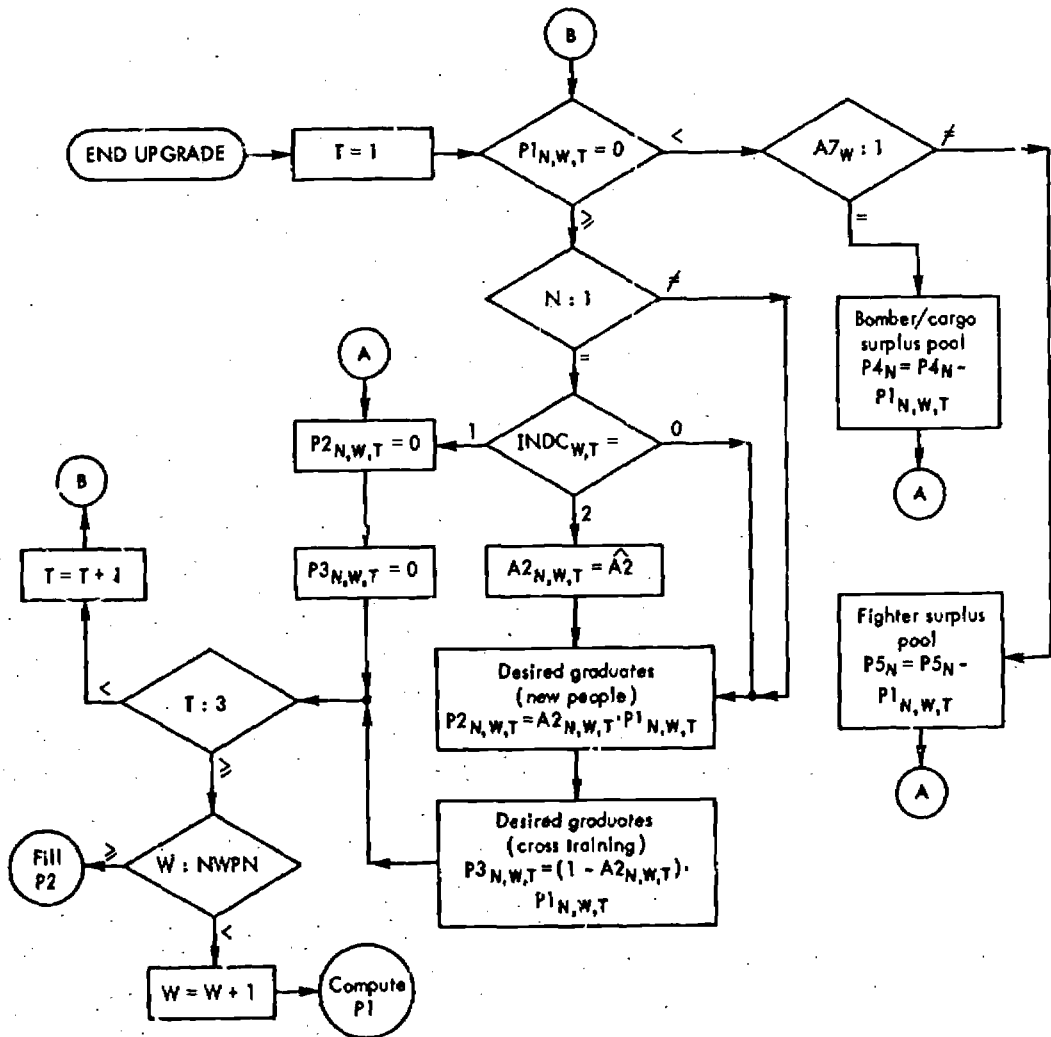 B
END UPGRADE
T = 1
P1N,W,T = 0
<
A7W : 1
≠
≥
=
N : 1
≠
Bomber/cargo
surplus pool
P4N = P4N -
P1N,W,T
A
=
A
P2N,W,T = 0
1
INDCW,T =
0
B
2
T = T + 1
P3N,W,T = 0
A2N,W,T = Â2
Fighter surplus
pool
P5N = P5N -
P1N,W,T
Desired graduates
(new people)
P2N,W,T = A2N,W,T · P1N,W,T
<
T : 3
≥
A
Desired graduates
(cross training)
P3N,W,T = (1 - A2N,W,T) ·
P1N,W,T
Fill
P2
≥
W : NWPN
<
W = W + 1
Compute
P1